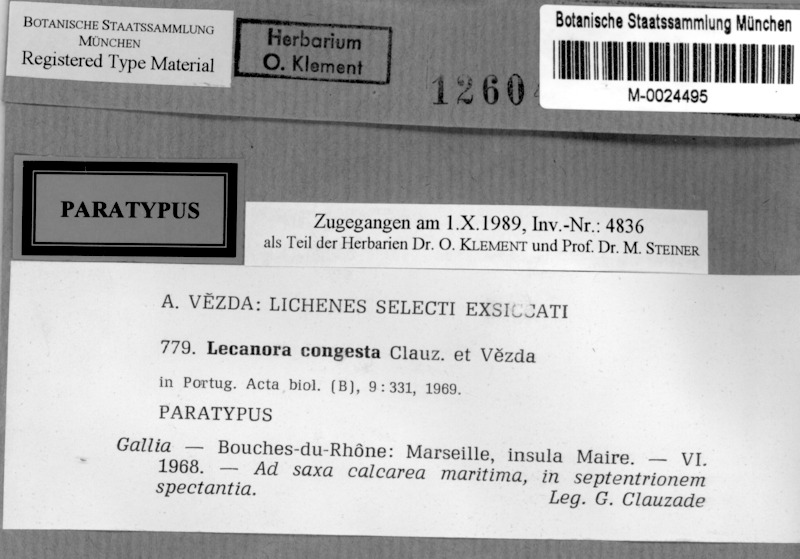 BOTANISCHE STAATSSAMMLUNG
MÜNCHEN
Registered Type Material
Herbarium
O. Klement
1260
Botanische Staatssammlung München
M-0024495
PARATYPUS
Zugegangen am 1.X.1989, Inv.-Nr.: 4836
als Teil der Herbarien Dr. O. KLEMENT und Prof. Dr. M. STEINER
A. VĚZDA: LICHENES SELECTI EXSICCATI
779. Lecanora congesta Clauz. et Vězda
in Portug. Acta biol. (B), 9:331, 1969.
PARATYPUS
Gallia — Bouches-du-Rhône: Marseille, insula Maire. — VI.
1968. — Ad saxa calcarea maritima, in septentrionem
spectantia. Leg. G. Clauzade